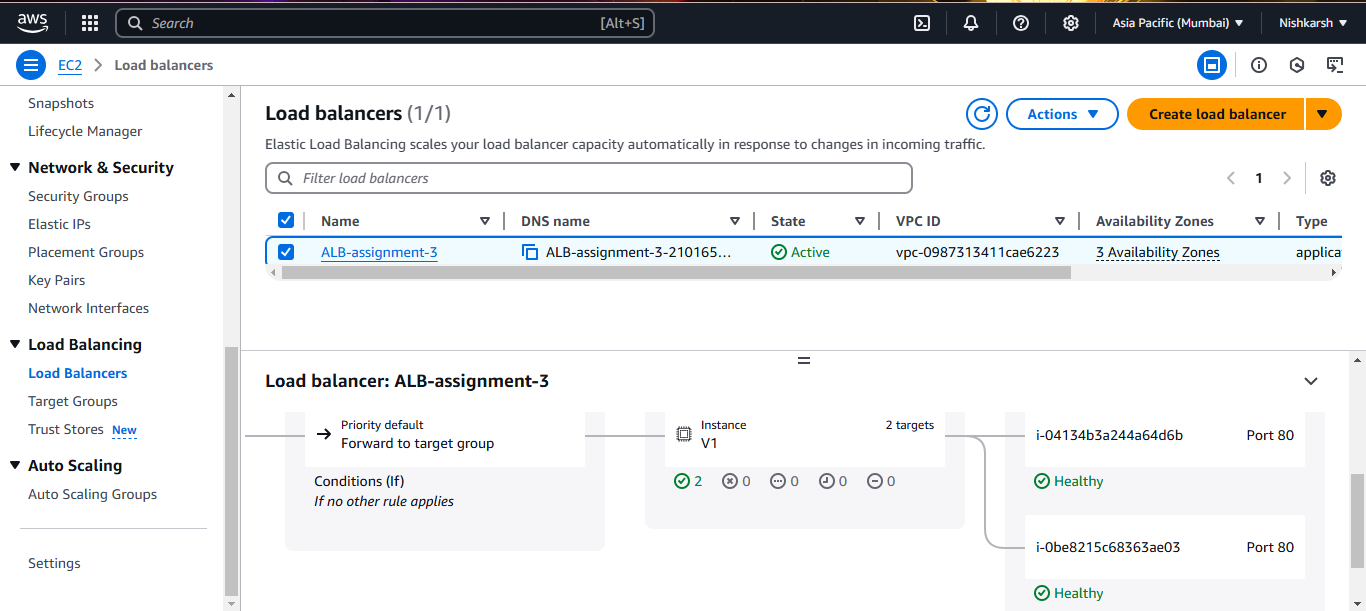 aws
Search [Alt+S]
Asia Pacific (Mumbai) Nishkarsh
EC2 Load balancers
Snapshots
Lifecycle Manager
Network & Security
Security Groups
Elastic IPs
Placement Groups
Key Pairs
Network Interfaces
Load Balancing
Load Balancers
Target Groups
Trust Stores New
Auto Scaling
Auto Scaling Groups
Settings
Load balancers (1/1)
Actions
Create load balancer
Elastic Load Balancing scales your load balancer capacity automatically in response to changes in incoming traffic.
Filter load balancers
1
Name DNS name State VPC ID Availability Zones Type
ALB-assignment-3 ALB-assignment-3-210165... Active vpc-0987313411cae6223 3 Availability Zones applica
Load balancer: ALB-assignment-3
Priority default
Forward to target group
Conditions (If)
If no other rule applies
Instance 2 targets
V1
2 0 0 0 0
i-04134b3a244a64d6b Port 80
Healthy
i-0be8215c68363ae03 Port 80
Healthy